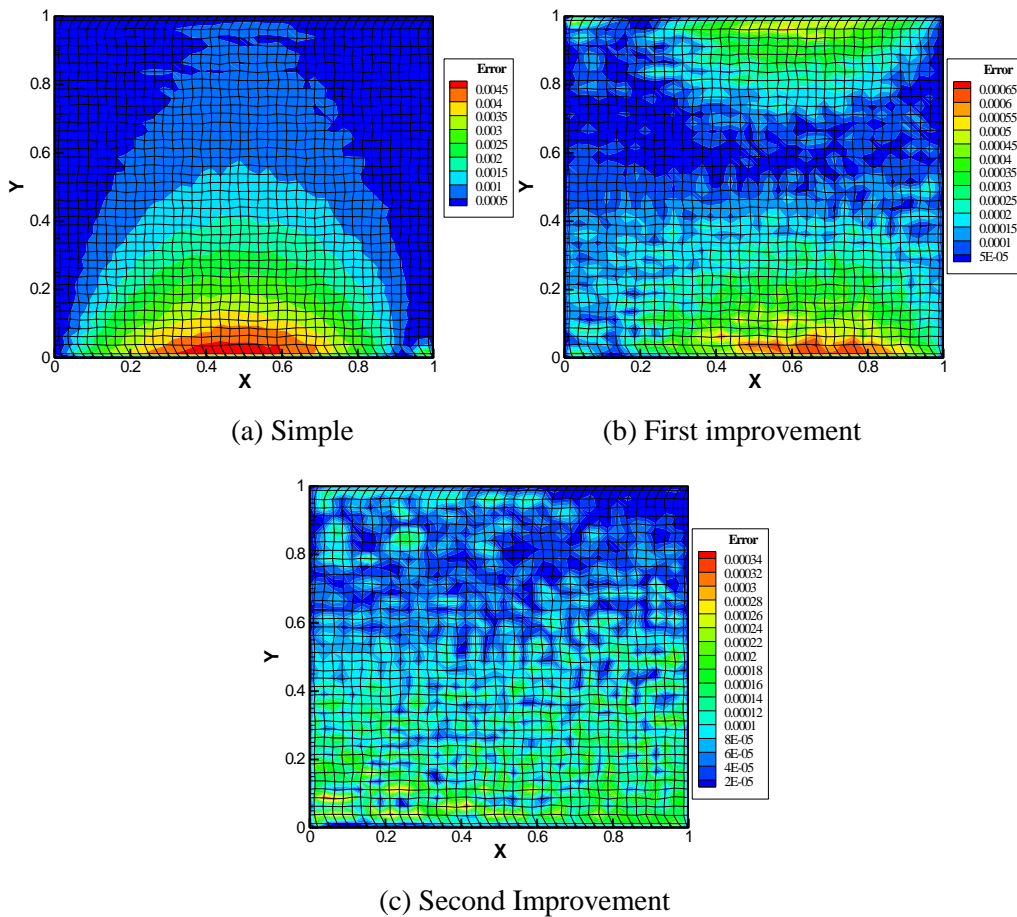 Y
1
0.8
0.6
0.4
0.2
0
0 0.2 0.4 0.6 0.8 1
X
Error
0.0045
0.004
0.0035
0.003
0.0025
0.002
0.0015
0.001
0.0005
(a) Simple
Y
1
0.8
0.6
0.4
0.2
0
0 0.2 0.4 0.6 0.8 1
X
Error
0.00065
0.0006
0.00055
0.0005
0.00045
0.0004
0.00035
0.0003
0.00025
0.0002
0.00015
0.0001
5E-05
(b) First improvement
Y
1
0.8
0.6
0.4
0.2
0
0 0.2 0.4 0.6 0.8 1
X
Error
0.00034
0.00032
0.0003
0.00028
0.00026
0.00024
0.00022
0.0002
0.00018
0.00016
0.00014
0.00012
0.0001
8E-05
6E-05
4E-05
2E-05
(c) Second Improvement